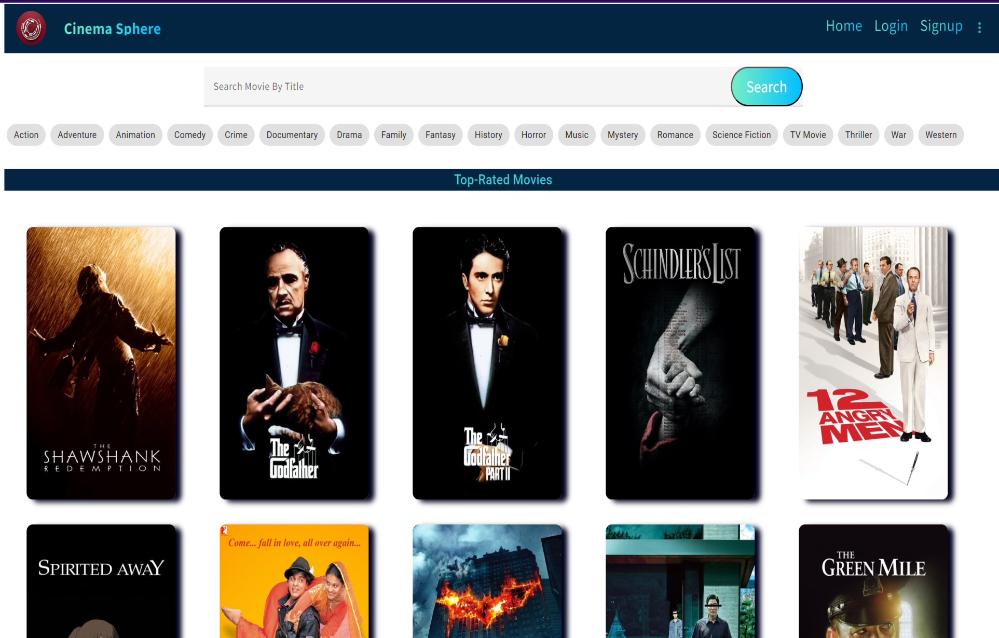 Cinema Sphere
Home Login Signup
Search Movie By Title
Search
Action Adventure Animation Comedy Crime Documentary Drama Family Fantasy History Horror Music Mystery Romance Science Fiction TV Movie Thriller War Western
Top-Rated Movies
THE
SHAWSHANK
REDEMPTION
The
Godfather
The
Godfather
PART II
SCHINDLER'S LIST
12
ANGRY
MEN
SPIRITED AWAY
Come... fall in love, all over again...
THE
GREEN MILE